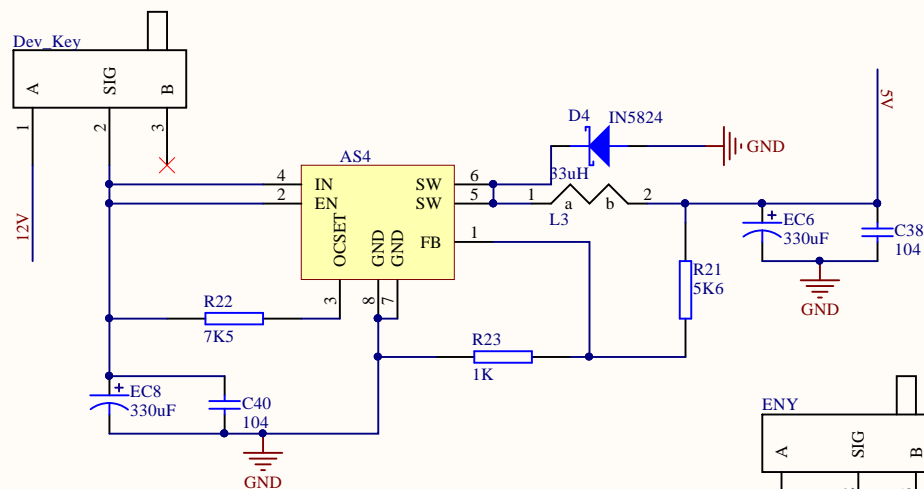 Dev_Key
A
SIG
B
1
2
3
12V
AS4
4
IN
2
EN
OCSET
GND
GND
SW
6
SW
5
FB
1
3
8
7
D4
IN5824
GND
33uH
1
a
b
2
L3
5V
EC6
330uF
C38
104
GND
R21
5K6
R22
7K5
R23
1K
EC8
330uF
C40
104
GND
ENY
A
SIG
B